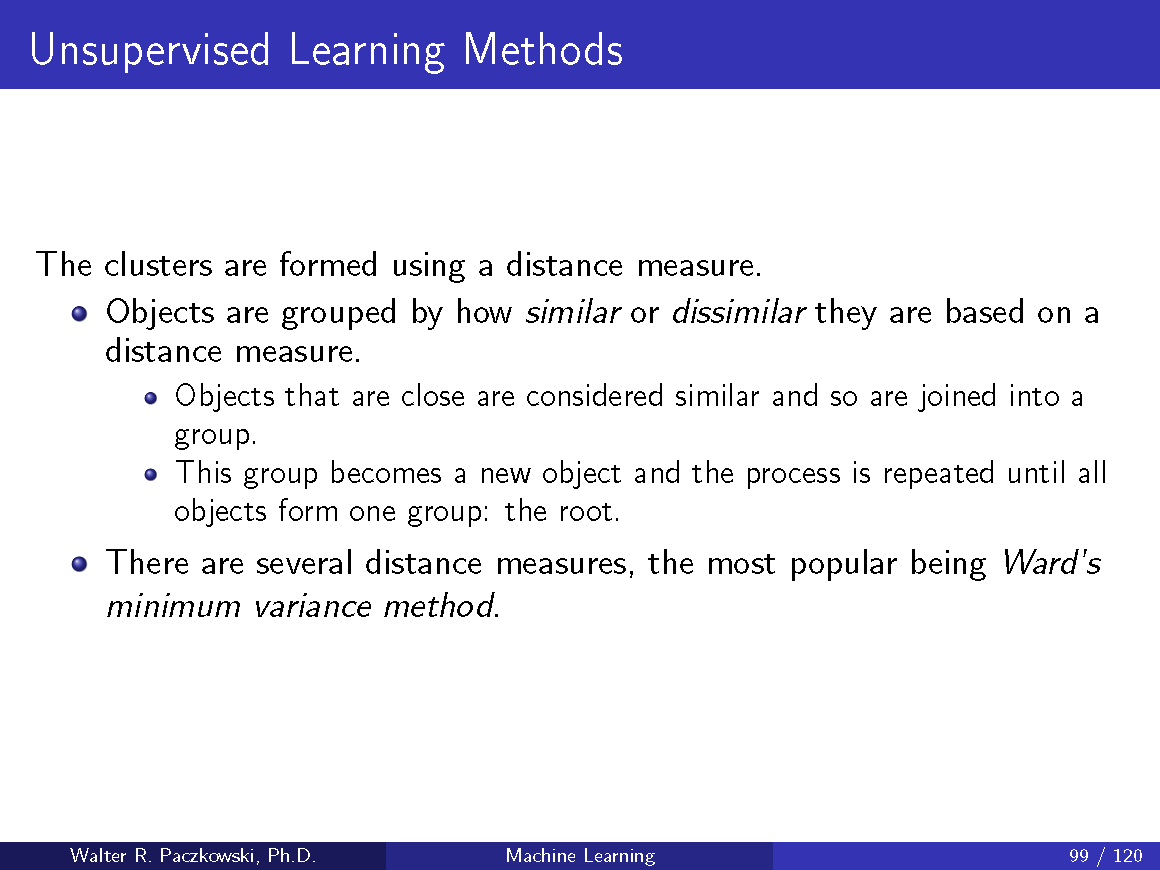 Unsupervised Learning Methods
The clusters are formed using a distance measure.
Objects are grouped by how similar or dissimilar they are based on a
distance measure.
Objects that are close are considered similar and so are joined into a
group.
This group becomes a new object and the process is repeated until all
objects form one group: the root.
There are several distance measures, the most popular being Ward's
minimum variance method.
Walter R. Paczkowski, Ph.D.
Machine Learning
99 / 120